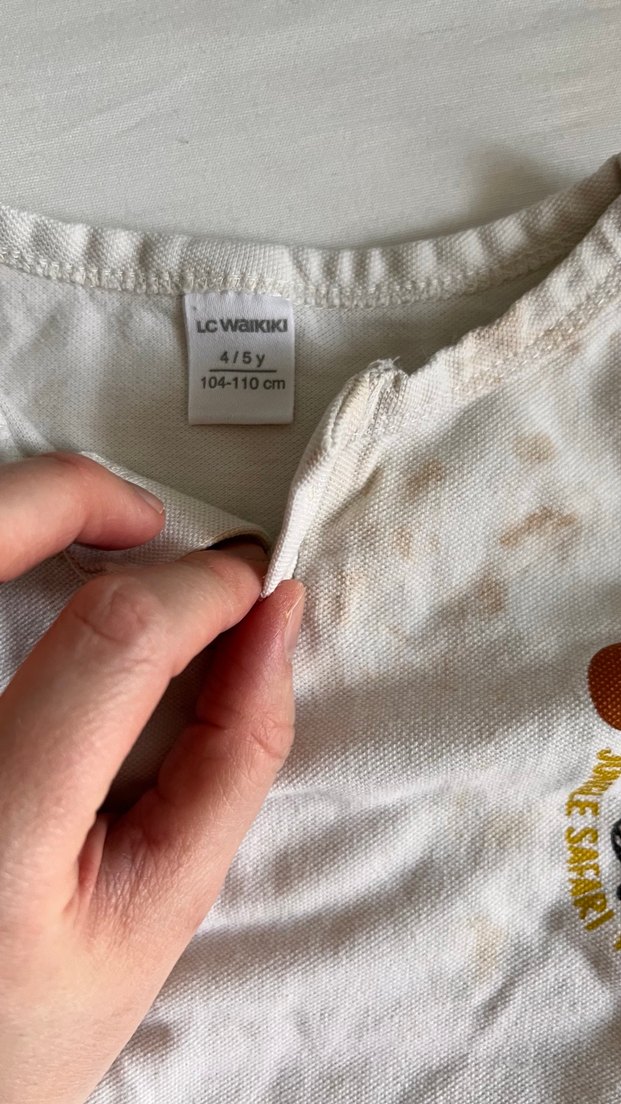 LC WAIKIKI
4 / 5 y
104-110 cm
JUNGLE SAFARI